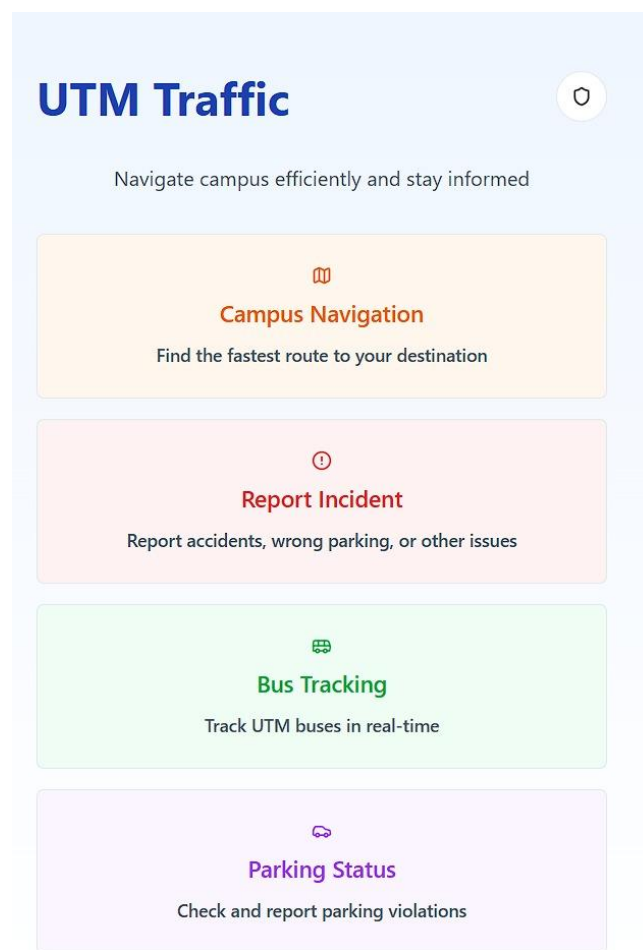 UTM Traffic
Navigate campus efficiently and stay informed
Campus Navigation
Find the fastest route to your destination
Report Incident
Report accidents, wrong parking, or other issues
Bus Tracking
Track UTM buses in real-time
Parking Status
Check and report parking violations